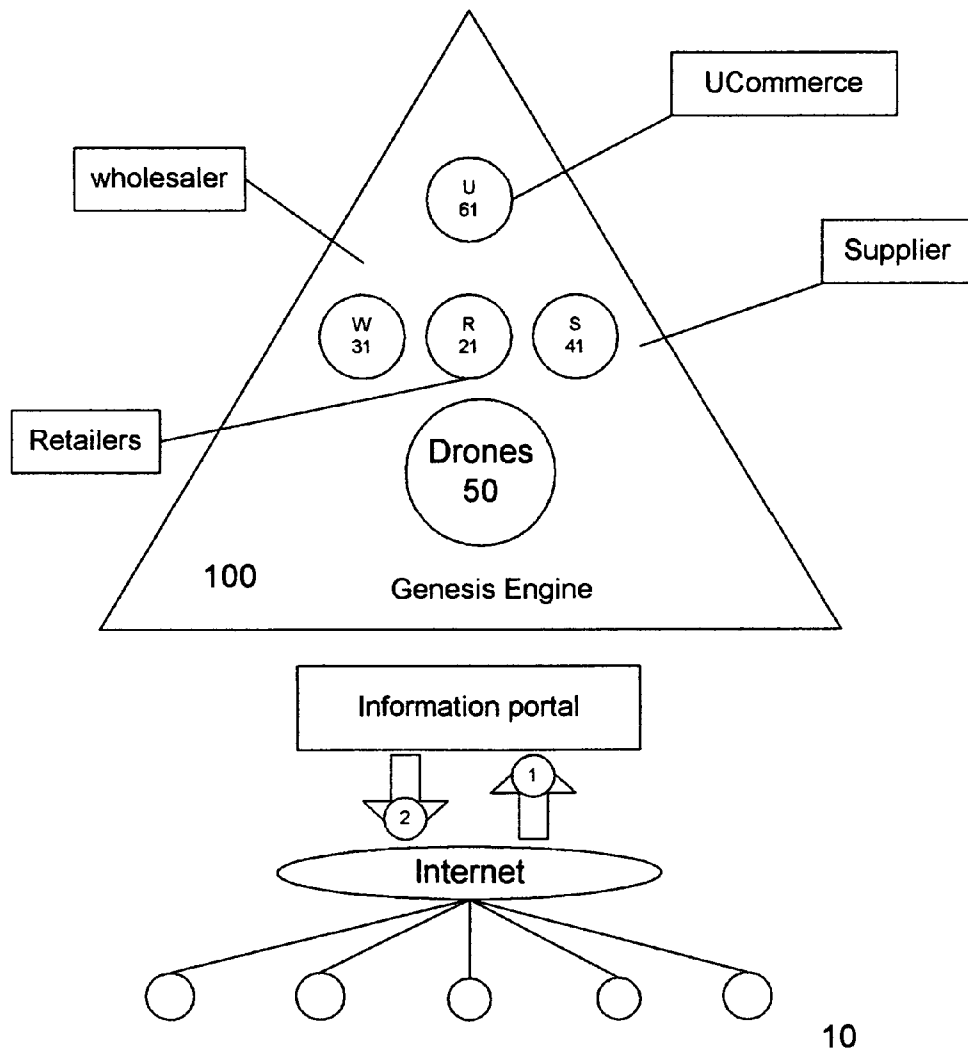 UCommerce
wholesaler
U
61
Supplier
W
31
R
21
S
41
Retailers
Drones
50
100
Genesis Engine
Information portal
1
2
Internet
10